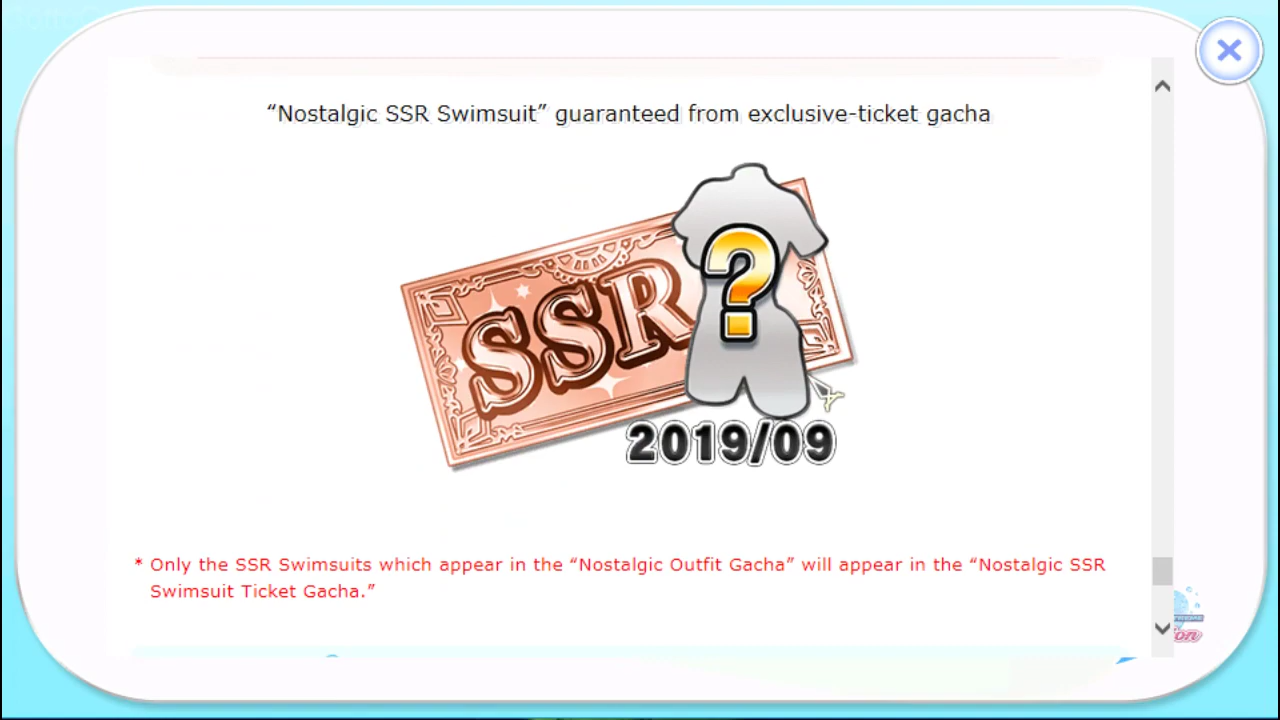 “Nostalgic SSR Swimsuit” guaranteed from exclusive-ticket gacha
SSR
?
2019/09
* Only the SSR Swimsuits which appear in the “Nostalgic Outfit Gacha” will appear in the “Nostalgic SSR
Swimsuit Ticket Gacha.”